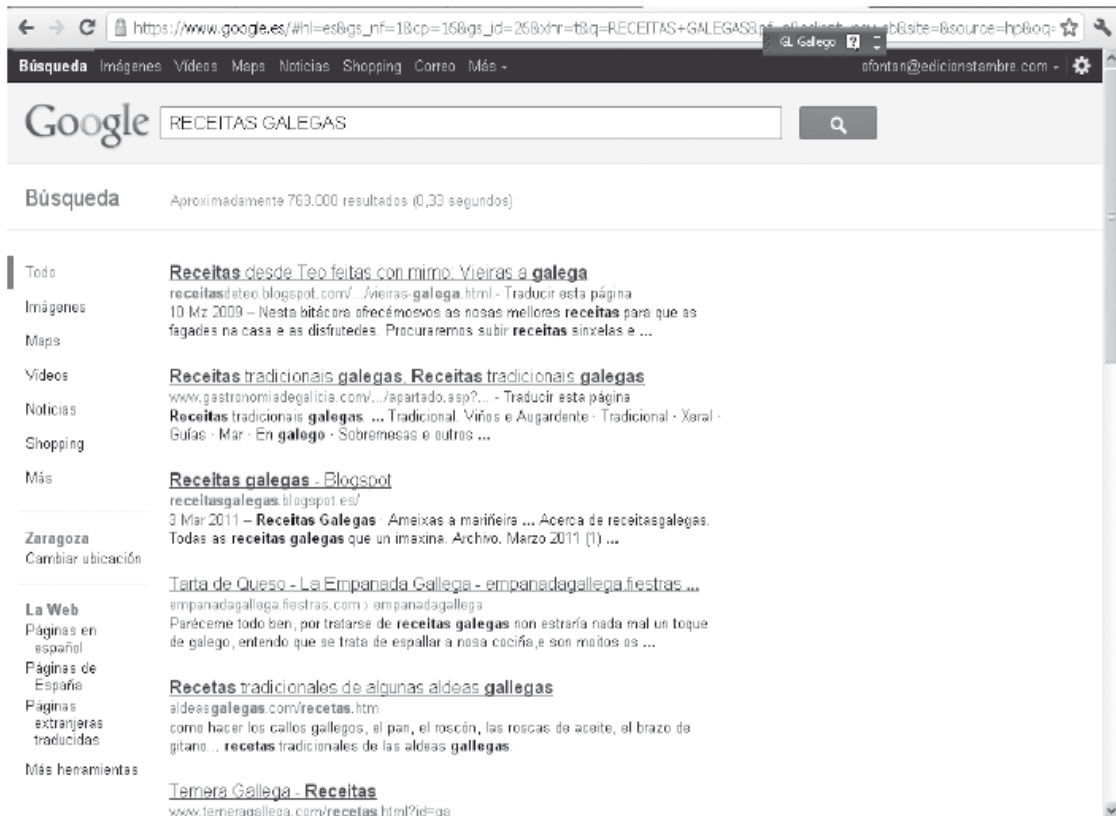 https://www.google.es/#hl=es&gs_nf=1&cp=15&gs_id=26&xhr=t&q=RECEITAS+GALEGAS&
GL Gallego
Búsqueda Imágenes Vídeos Maps Noticias Shopping Correo Más
ofontan@edicionstambre.com
Google RECEITAS GALEGAS
Búsqueda Aproximadamente 763.000 resultados (0,33 segundos)
Todo
Imágenes
Maps
Vídeos
Noticias
Shopping
Más
Zaragoza
Cambiar ubicación
La Web
Páginas en
español
Páginas de
España
Páginas
extranjeras
traducidas
Más herramientas
Receitas desde Teo feitas con mimo: Vieiras a galega
receitasdeteo.blogspot.com/.../vieiras-galega.html - Traducir esta página
10 Mz 2009 – Nesta bitácora ofrecémosvos as nosas mellores receitas para que as
fagades na casa e as disfrutedes. Procuraremos subir receitas sinxelas e ...
Receitas tradicionais galegas, Receitas tradicionais galegas
www.gastronomiadegalicia.com/.../apartado.asp?... - Traducir esta página
Receitas tradicionais galegas. ... Tradicional. Viños e Augardente · Tradicional · Xeral ·
Guías · Mar · En galego · Sobremesas e outros ...
Receitas galegas - Blogspot
receitasgalegas.blogspot.es/
3 Mar 2011 – Receitas Galegas · Ameixas a mariñeira ... Acerca de receitasgalegas.
Todas as receitas galegas que un imaxina. Archivo. Marzo 2011 (1) ...
Tarta de Queso - La Empanada Gallega - empanadagallega.fiestras ...
empanadagallega.fiestras.com › empanadagallega
Paréceme todo ben, por tratarse de receitas galegas non estraría nada mal un toque
de galego, entendo que se trata de espallar a nosa cociña,e son moitos os ...
Recetas tradicionales de algunas aldeas gallegas
aldeasgalegas.com/recetas.htm
como hacer los callos gallegos, el pan, el roscón, las roscas de aceite, el brazo de
gitano... recetas tradicionales de las aldeas gallegas.
Ternera Gallega - Receitas
www.terneragallega.com/recetas.html?id=ga